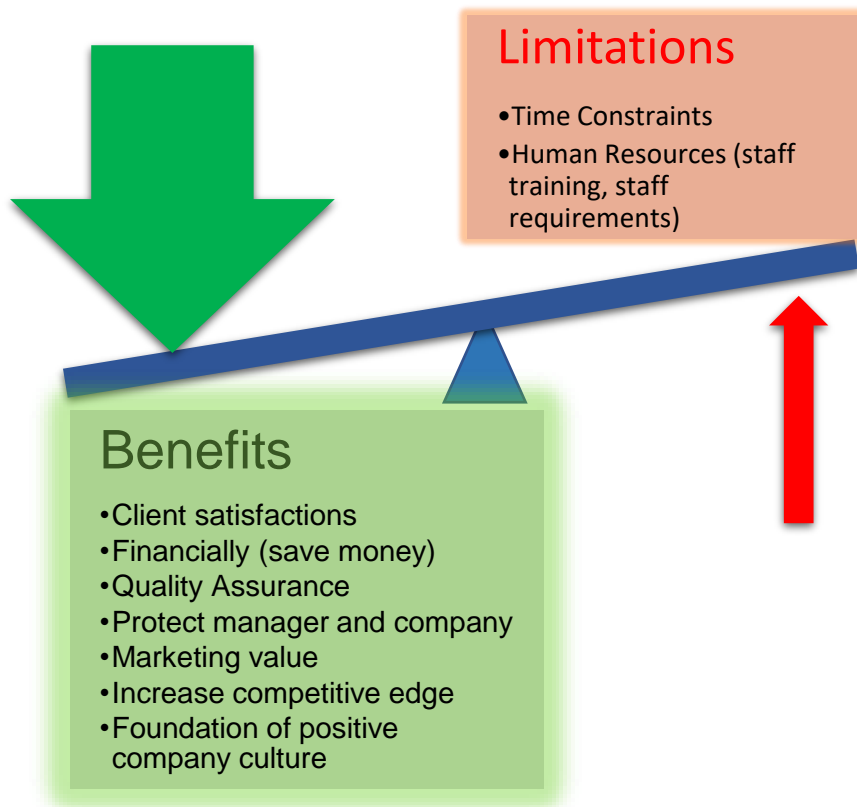 Limitations
•Time Constraints
•Human Resources (staff
training, staff
requirements)
Benefits
•Client satisfactions
•Financially (save money)
•Quality Assurance
•Protect manager and company
•Marketing value
•Increase competitive edge
•Foundation of positive
company culture